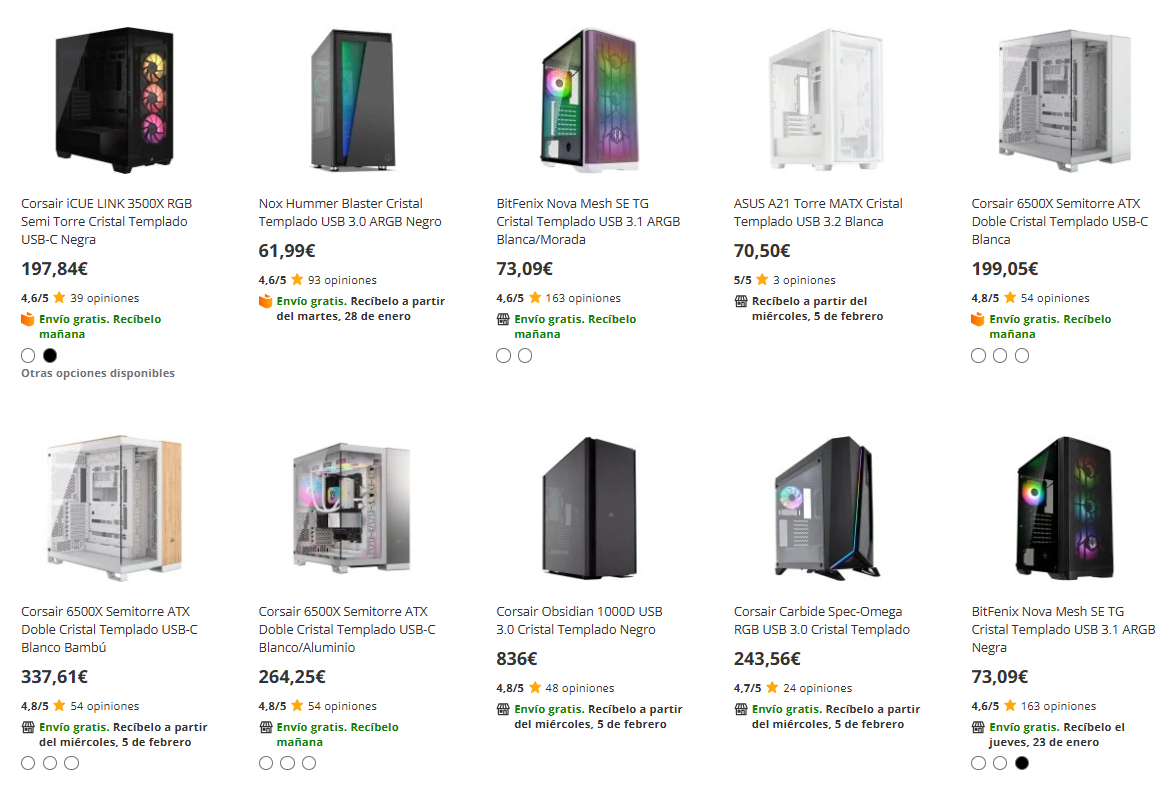 Corsair iCUE LINK 3500X RGB
Semi Torre Cristal Templado
USB-C Negra
197,84€
4,6/5 39 opiniones
Envío gratis. Recíbelo
mañana
Otras opciones disponibles
Nox Hummer Blaster Cristal
Templado USB 3.0 ARGB Negro
61,99€
4,6/5 93 opiniones
Envío gratis. Recíbelo a partir
del martes, 28 de enero
BitFenix Nova Mesh SE TG
Cristal Templado USB 3.1 ARGB
Blanca/Morada
73,09€
4,6/5 163 opiniones
Envío gratis. Recíbelo
mañana
ASUS A21 Torre MATX Cristal
Templado USB 3.2 Blanca
70,50€
5/5 3 opiniones
Recíbelo a partir del
miércoles, 5 de febrero
Corsair 6500X Semitorre ATX
Doble Cristal Templado USB-C
Blanca
199,05€
4,8/5 54 opiniones
Envío gratis. Recíbelo
mañana
Corsair 6500X Semitorre ATX
Doble Cristal Templado USB-C
Blanco Bambú
337,61€
4,8/5 54 opiniones
Envío gratis. Recíbelo a partir
del miércoles, 5 de febrero
Corsair 6500X Semitorre ATX
Doble Cristal Templado USB-C
Blanco/Aluminio
264,25€
4,8/5 54 opiniones
Envío gratis. Recíbelo
mañana
Corsair Obsidian 1000D USB
3.0 Cristal Templado Negro
836€
4,8/5 48 opiniones
Envío gratis. Recíbelo a partir
del miércoles, 5 de febrero
Corsair Carbide Spec-Omega
RGB USB 3.0 Cristal Templado
243,56€
4,7/5 24 opiniones
Envío gratis. Recíbelo a partir
del miércoles, 5 de febrero
BitFenix Nova Mesh SE TG
Cristal Templado USB 3.1 ARGB
Negra
73,09€
4,6/5 163 opiniones
Envío gratis. Recíbelo el
jueves, 23 de enero